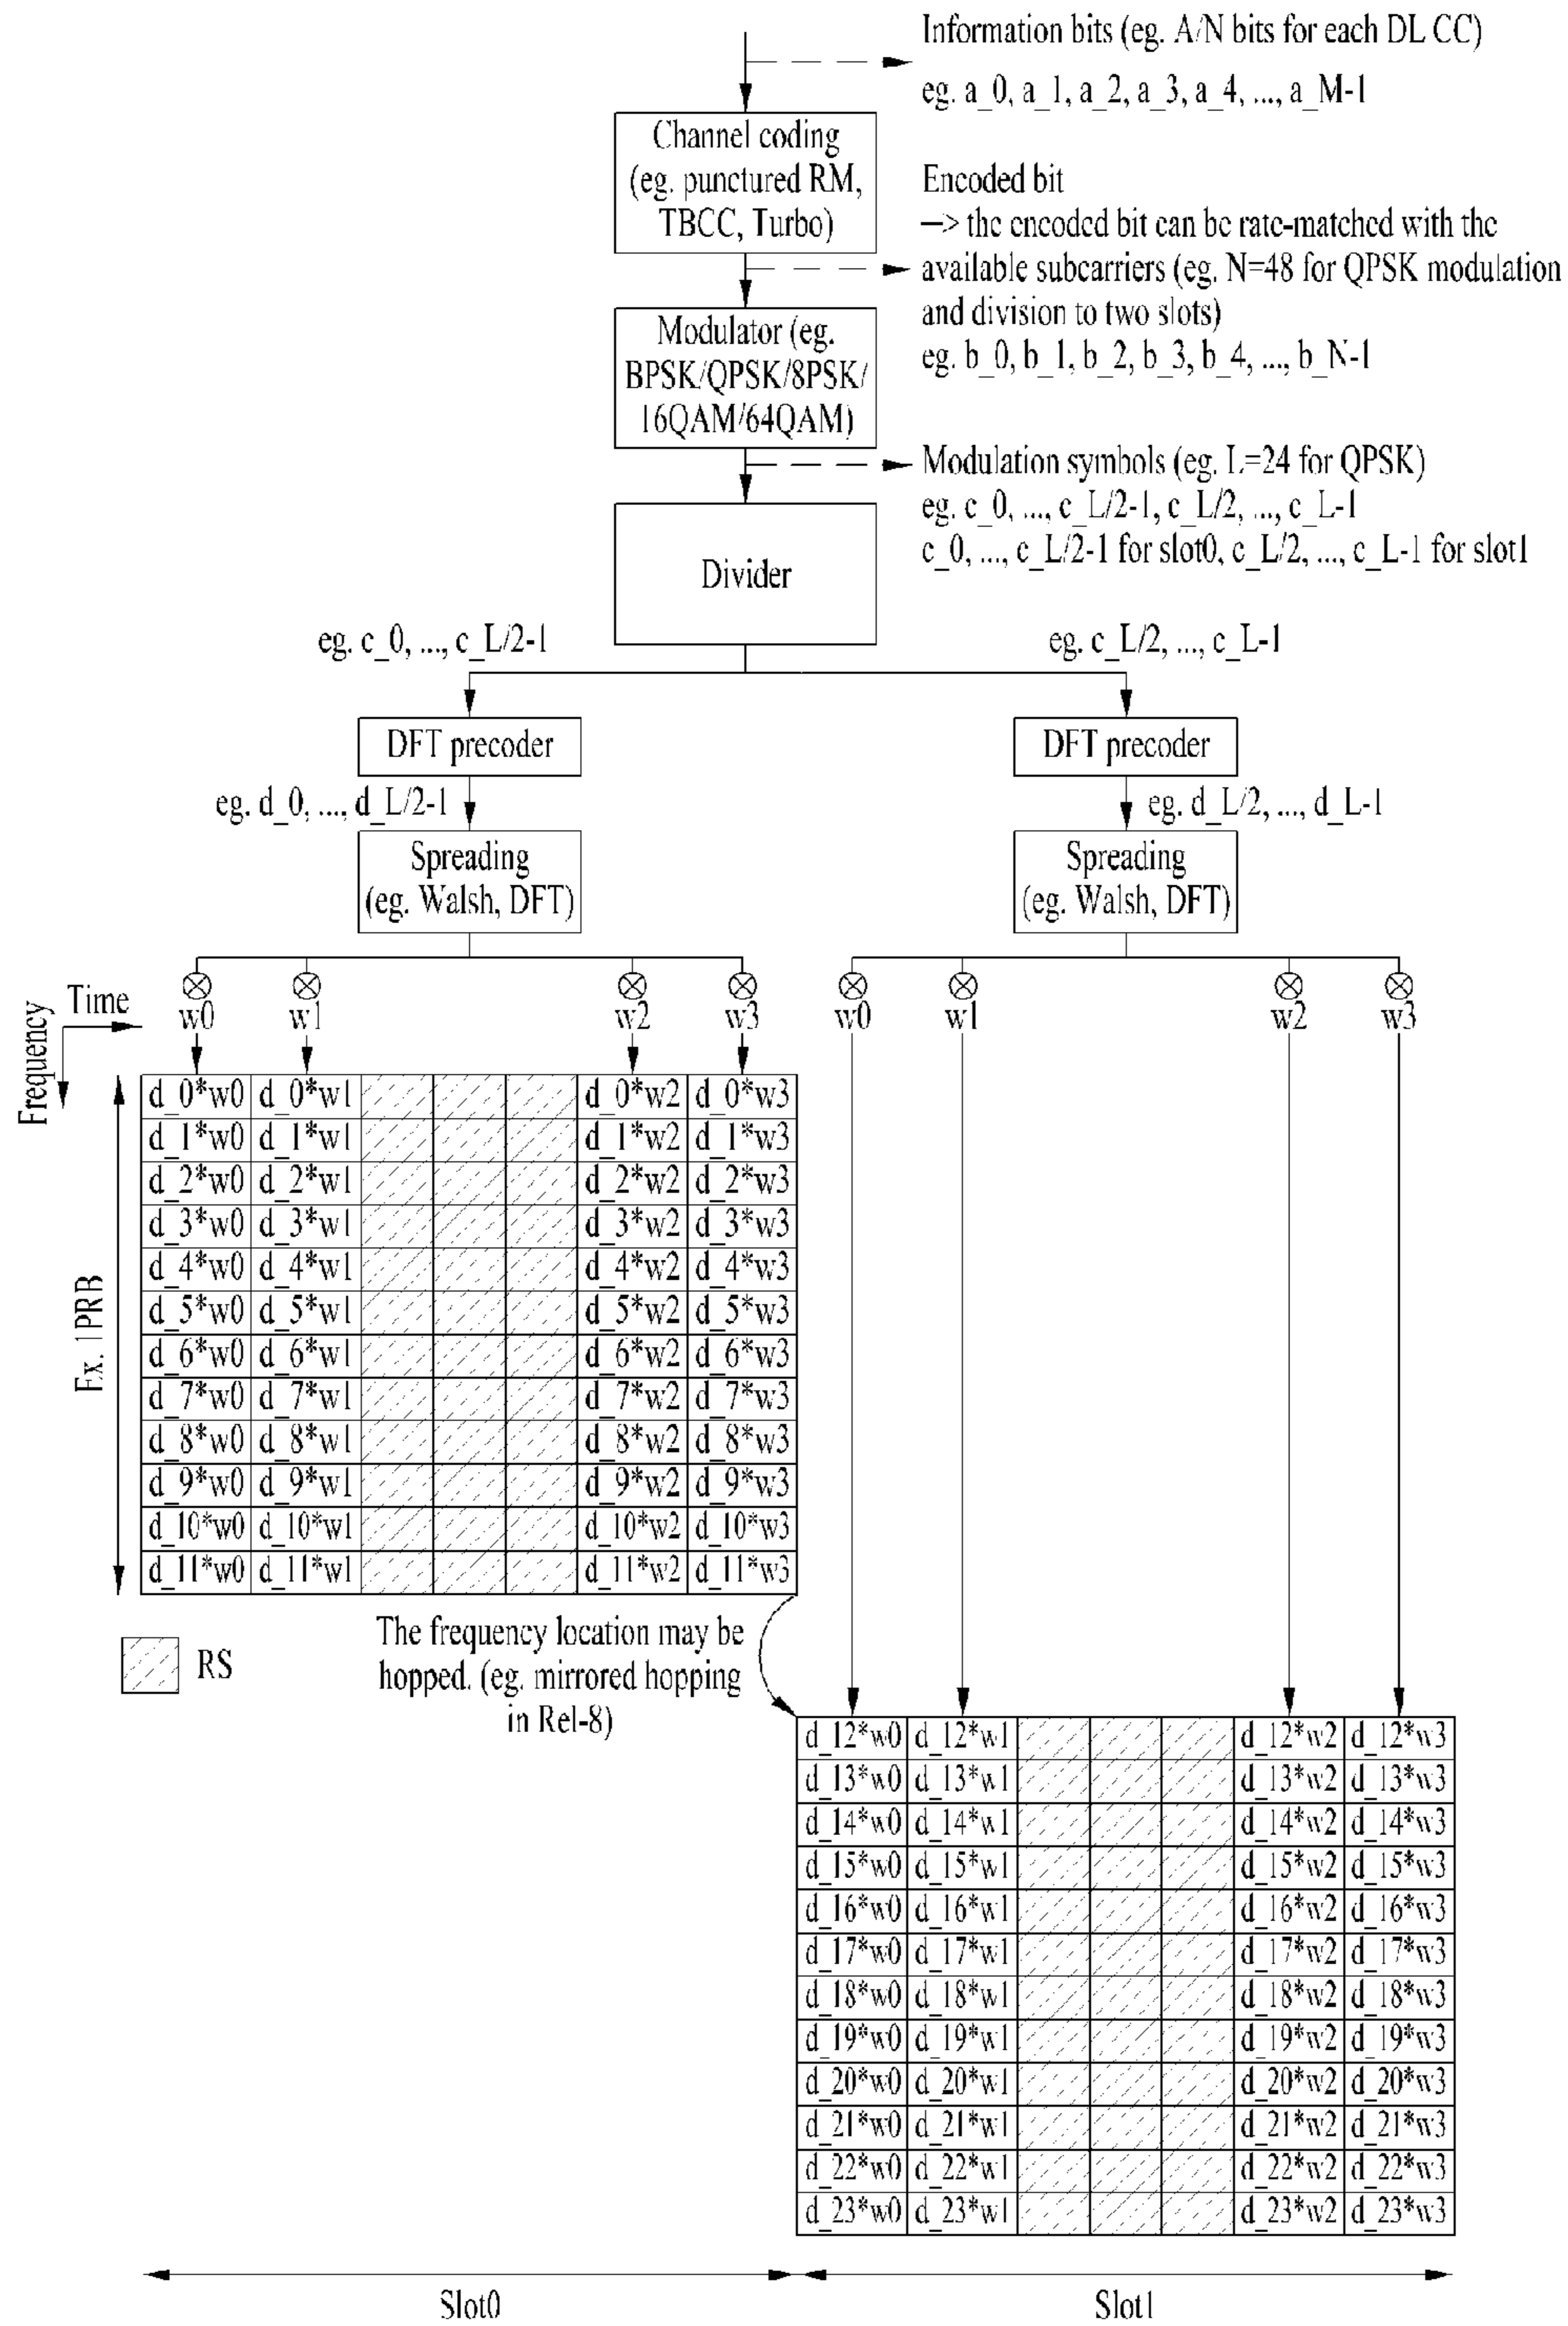 Information bits (eg. A/N bits for each DL CC)
eg. a_0, a_1, a_2, a_3, a_4, ..., a_M-1
Channel coding
(eg. punctured RM,
TBCC, Turbo)
Encoded bit
—> the encoded bit can be rate-matched with the
available subcarriers (eg. N=48 for QPSK modulation
and division to two slots)
eg. b_0, b_1, b_2, b_3, b_4, ..., b_N-1
Modulator (eg.
BPSK/QPSK/8PSK/
16QAM/64QAM)
Modulation symbols (eg. L=24 for QPSK)
eg. c_0, ..., c_L/2-1, c_L/2, ..., c_L-1
c_0, ..., c_L/2-1 for slot0, c_L/2, ..., c_L-1 for slot1
Divider
eg. c_0, ..., c_L/2-1
eg. c_L/2, ..., c_L-1
DFT precoder
DFT precoder
eg. d_0, ..., d_L/2-1
eg. d_L/2, ..., d_L-1
Spreading
(eg. Walsh, DFT)
Spreading
(eg. Walsh, DFT)
Time
Frequency
w0 w1 w2 w3 w0 w1 w2 w3
Ex. 1PRB
d_0*w0 d_0*w1 d_0*w2 d_0*w3
d_1*w0 d_1*w1 d_1*w2 d_1*w3
d_2*w0 d_2*w1 d_2*w2 d_2*w3
d_3*w0 d_3*w1 d_3*w2 d_3*w3
d_4*w0 d_4*w1 d_4*w2 d_4*w3
d_5*w0 d_5*w1 d_5*w2 d_5*w3
d_6*w0 d_6*w1 d_6*w2 d_6*w3
d_7*w0 d_7*w1 d_7*w2 d_7*w3
d_8*w0 d_8*w1 d_8*w2 d_8*w3
d_9*w0 d_9*w1 d_9*w2 d_9*w3
d_10*w0 d_10*w1 d_10*w2 d_10*w3
d_11*w0 d_11*w1 d_11*w2 d_11*w3
RS
The frequency location may be
hopped. (eg. mirrored hopping
in Rel-8)
d_12*w0 d_12*w1 d_12*w2 d_12*w3
d_13*w0 d_13*w1 d_13*w2 d_13*w3
d_14*w0 d_14*w1 d_14*w2 d_14*w3
d_15*w0 d_15*w1 d_15*w2 d_15*w3
d_16*w0 d_16*w1 d_16*w2 d_16*w3
d_17*w0 d_17*w1 d_17*w2 d_17*w3
d_18*w0 d_18*w1 d_18*w2 d_18*w3
d_19*w0 d_19*w1 d_19*w2 d_19*w3
d_20*w0 d_20*w1 d_20*w2 d_20*w3
d_21*w0 d_21*w1 d_21*w2 d_21*w3
d_22*w0 d_22*w1 d_22*w2 d_22*w3
d_23*w0 d_23*w1 d_23*w2 d_23*w3
Slot0
Slot1